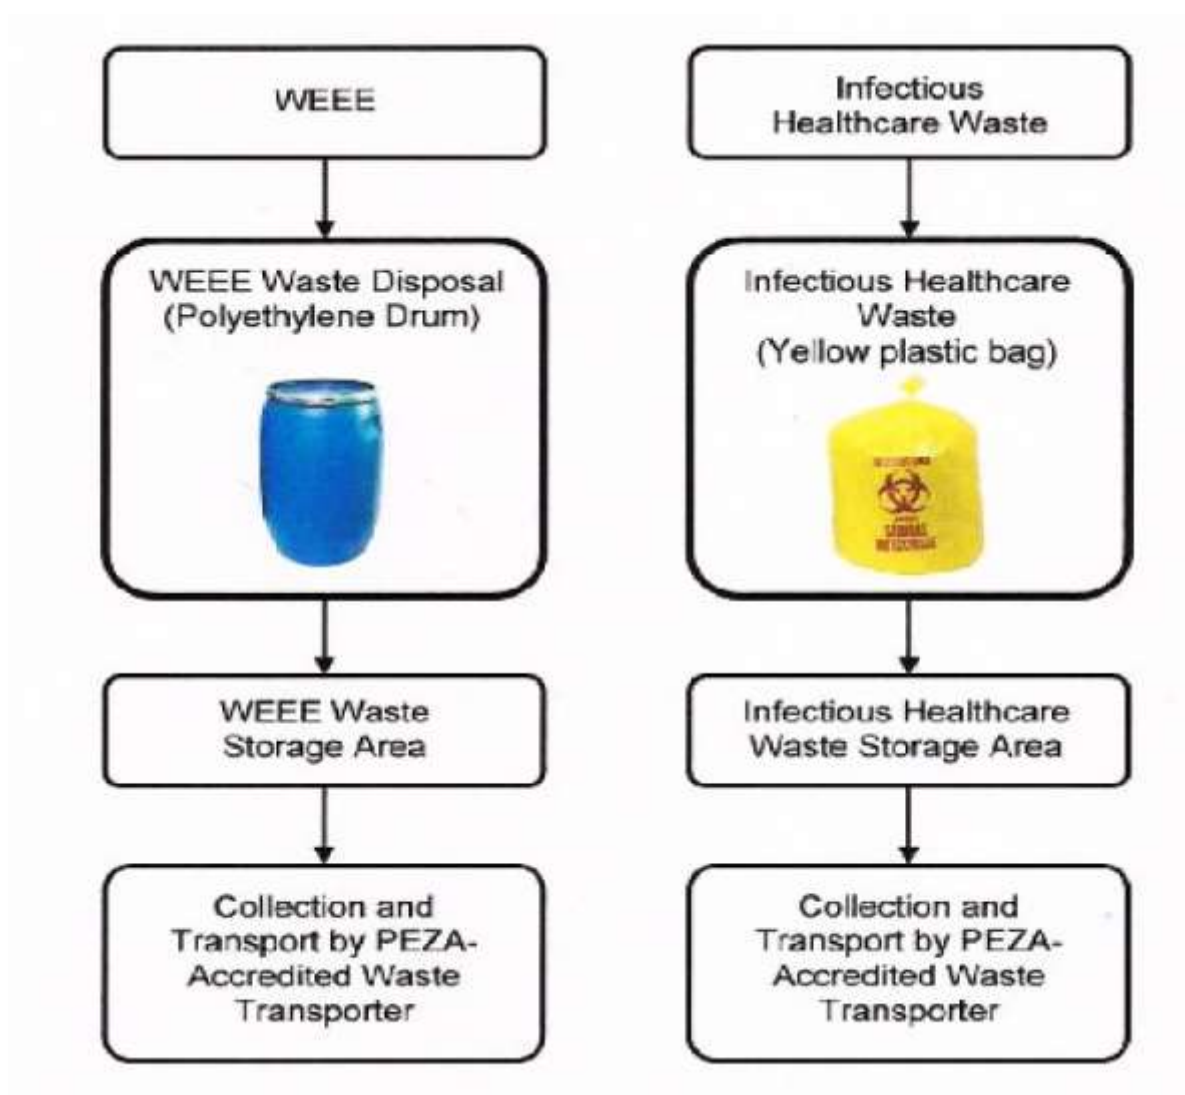 WEEE
WEEE Waste Disposal
(Polyethylene Drum)
WEEE Waste
Storage Area
Collection and
Transport by PEZA-
Accredited Waste
Transporter
Infectious
Healthcare Waste
Infectious Healthcare
Waste
(Yellow plastic bag)
Infectious Healthcare
Waste Storage Area
Collection and
Transport by PEZA-
Accredited Waste
Transporter